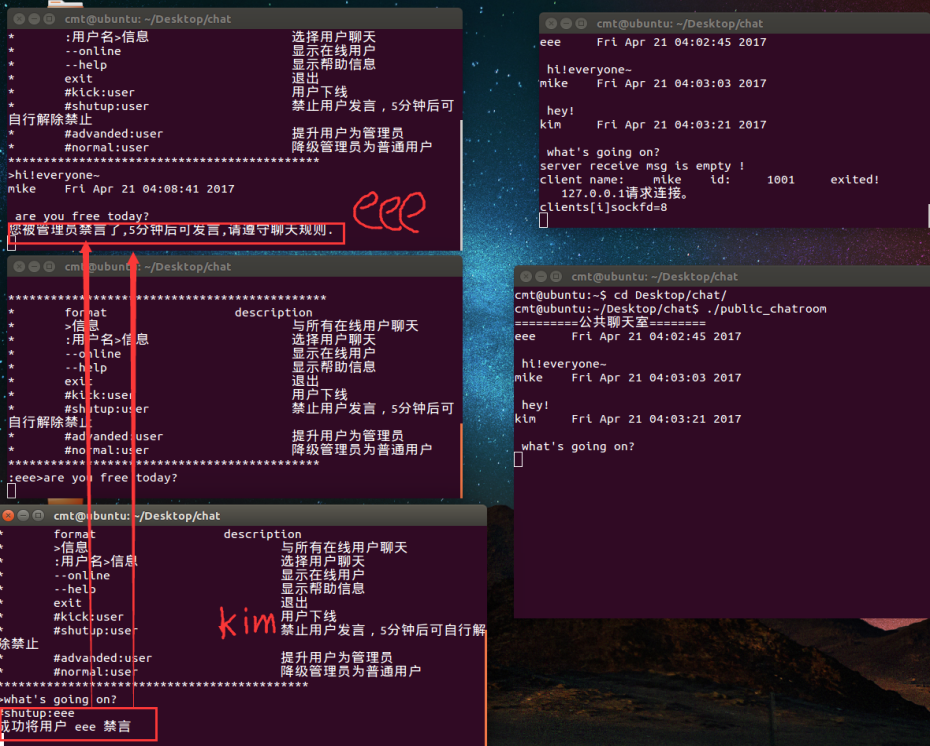 cmt@ubuntu: ~/Desktop/chat
* :用户名>信息 选择用户聊天
* --online 显示在线用户
* --help 显示帮助信息
* exit 退出
* #kick:user 用户下线
* #shutup:user 禁止用户发言，5分钟后可
自行解除禁止
* #advanded:user 提升用户为管理员
* #normal:user 降级管理员为普通用户
********************************************
>hi!everyone~
mike Fri Apr 21 04:08:41 2017
are you free today?
您被管理员禁言了,5分钟后可发言,请遵守聊天规则.
eee
cmt@ubuntu: ~/Desktop/chat
*********************************************
* format description
* >信息 与所有在线用户聊天
* :用户名>信息 选择用户聊天
* --online 显示在线用户
* --help 显示帮助信息
* exit 退出
* #kick:user 用户下线
* #shutup:user 禁止用户发言，5分钟后可
自行解除禁止
* #advanded:user 提升用户为管理员
* #normal:user 降级管理员为普通用户
********************************************
:eee>are you free today?
cmt@ubuntu: ~/Desktop/chat
* format description
* >信息 与所有在线用户聊天
* :用户名>信息 选择用户聊天
* --online 显示在线用户
* --help 显示帮助信息
* exit 退出
* #kick:user 用户下线
* #shutup:user 禁止用户发言，5分钟后可自行解
除禁止
* #advanded:user 提升用户为管理员
* #normal:user 降级管理员为普通用户
********************************************
>what's going on?
#shutup:eee
成功将用户 eee 禁言
kim
cmt@ubuntu: ~/Desktop/chat
eee Fri Apr 21 04:02:45 2017
hi!everyone~
mike Fri Apr 21 04:03:03 2017
hey!
kim Fri Apr 21 04:03:21 2017
what's going on?
server receive msg is empty !
client name: mike id: 1001 exited!
127.0.0.1请求连接。
clients[i]sockfd=8
cmt@ubuntu: ~/Desktop/chat
cmt@ubuntu:~$ cd Desktop/chat/
cmt@ubuntu:~/Desktop/chat$ ./public_chatroom
=========公共聊天室========
eee Fri Apr 21 04:02:45 2017
hi!everyone~
mike Fri Apr 21 04:03:03 2017
hey!
kim Fri Apr 21 04:03:21 2017
what's going on?